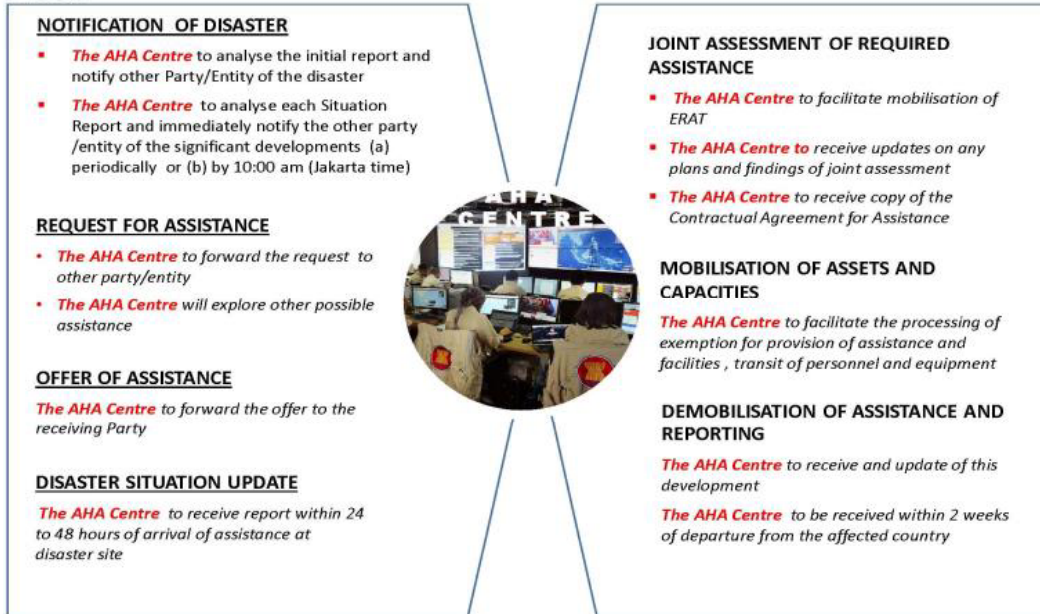 NOTIFICATION OF DISASTER
▪ The AHA Centre to analyse the initial report and
notify other Party/Entity of the disaster
▪ The AHA Centre to analyse each Situation
Report and immediately notify the other party
/entity of the significant developments (a)
periodically or (b) by 10:00 am (Jakarta time)
REQUEST FOR ASSISTANCE
• The AHA Centre to forward the request to
other party/entity
• The AHA Centre will explore other possible
assistance
OFFER OF ASSISTANCE
The AHA Centre to forward the offer to the
receiving Party
DISASTER SITUATION UPDATE
The AHA Centre to receive report within 24
to 48 hours of arrival of assistance at
disaster site
AHA
CENTRE
JOINT ASSESSMENT OF REQUIRED
ASSISTANCE
▪ The AHA Centre to facilitate mobilisation of
ERAT
▪ The AHA Centre to receive updates on any
plans and findings of joint assessment
▪ The AHA Centre to receive copy of the
Contractual Agreement for Assistance
MOBILISATION OF ASSETS AND
CAPACITIES
The AHA Centre to facilitate the processing of
exemption for provision of assistance and
facilities , transit of personnel and equipment
DEMOBILISATION OF ASSISTANCE AND
REPORTING
The AHA Centre to receive and update of this
development
The AHA Centre to be received within 2 weeks
of departure from the affected country